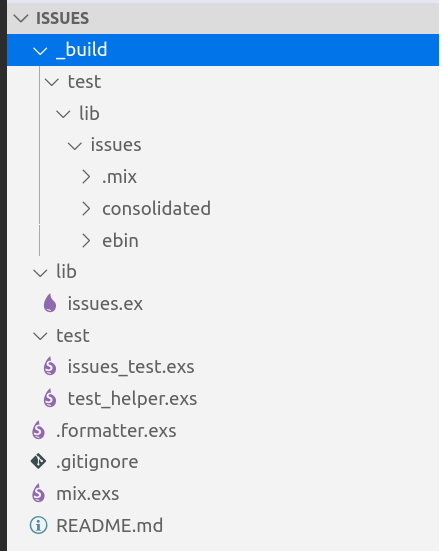 ISSUES
_build
test
lib
issues
.mix
consolidated
ebin
lib
issues.ex
test
issues_test.exs
test_helper.exs
.formatter.exs
.gitignore
mix.exs
README.md